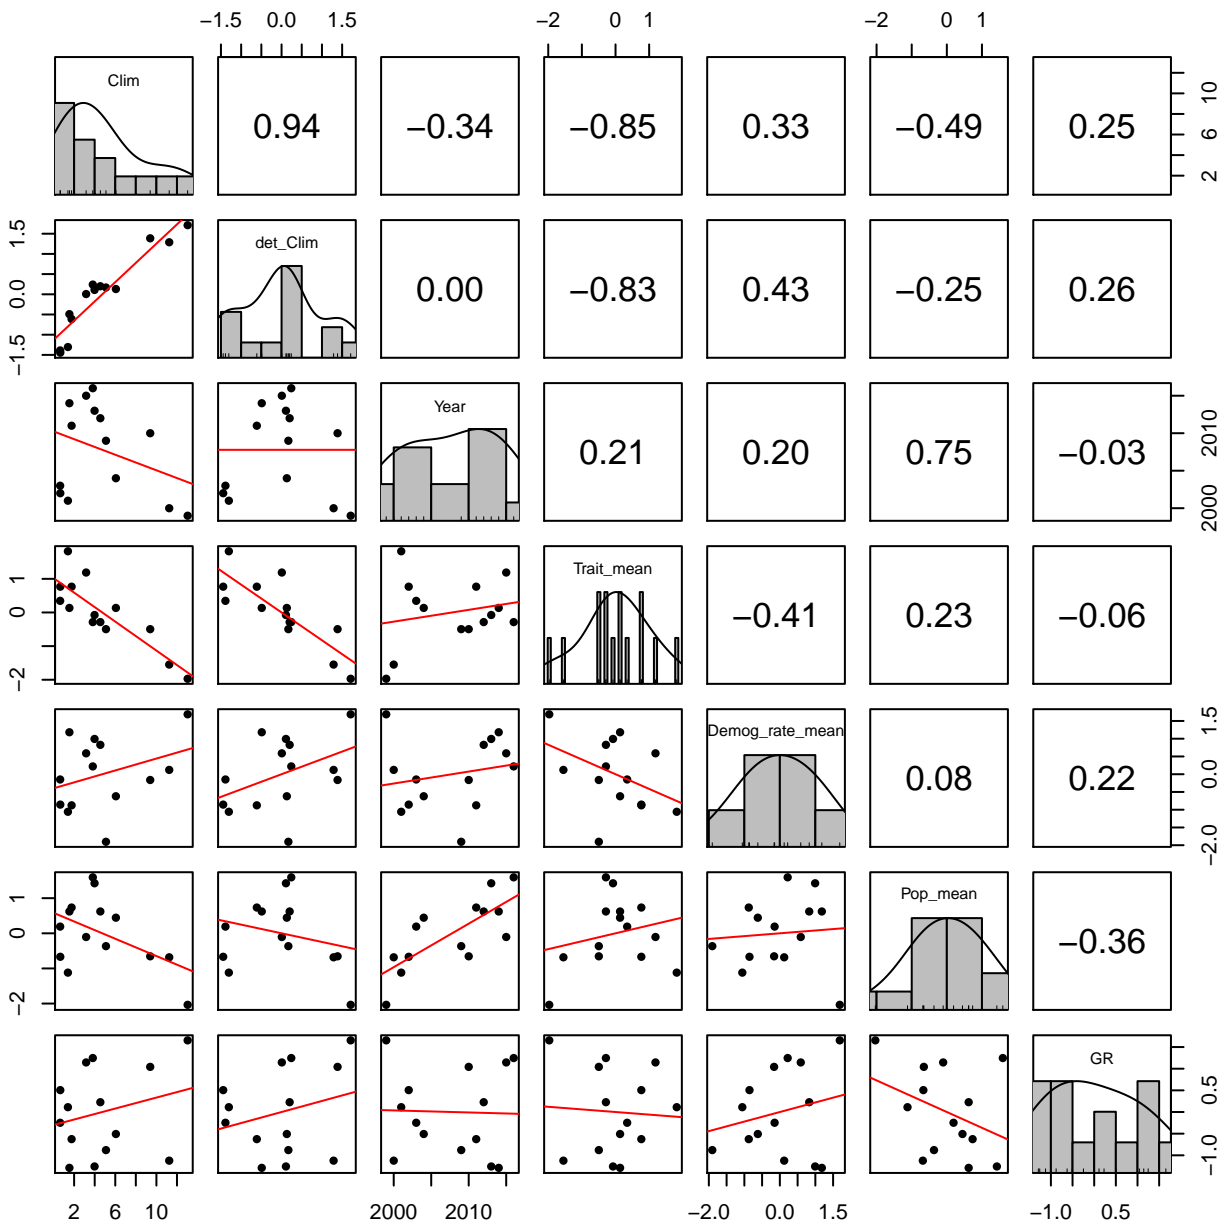 −1.5 0.0 1.5 −2 0 1 −2 0 1
Clim 0.94 −0.34 −0.85 0.33 −0.49 0.25 2 6 10
−1.5 0.0 1.5 det_Clim 0.00 −0.83 0.43 −0.25 0.26
Year 0.21 0.20 0.75 −0.03 2000 2010
−2 0 1 Trait_mean −0.41 0.23 −0.06
Demog_rate_mean 0.08 0.22 −2.0 0.0 1.5
−2 0 1 Pop_mean −0.36
GR −1.0 0.5
2 6 10 2000 2010 −2.0 0.0 1.5 −1.0 0.5